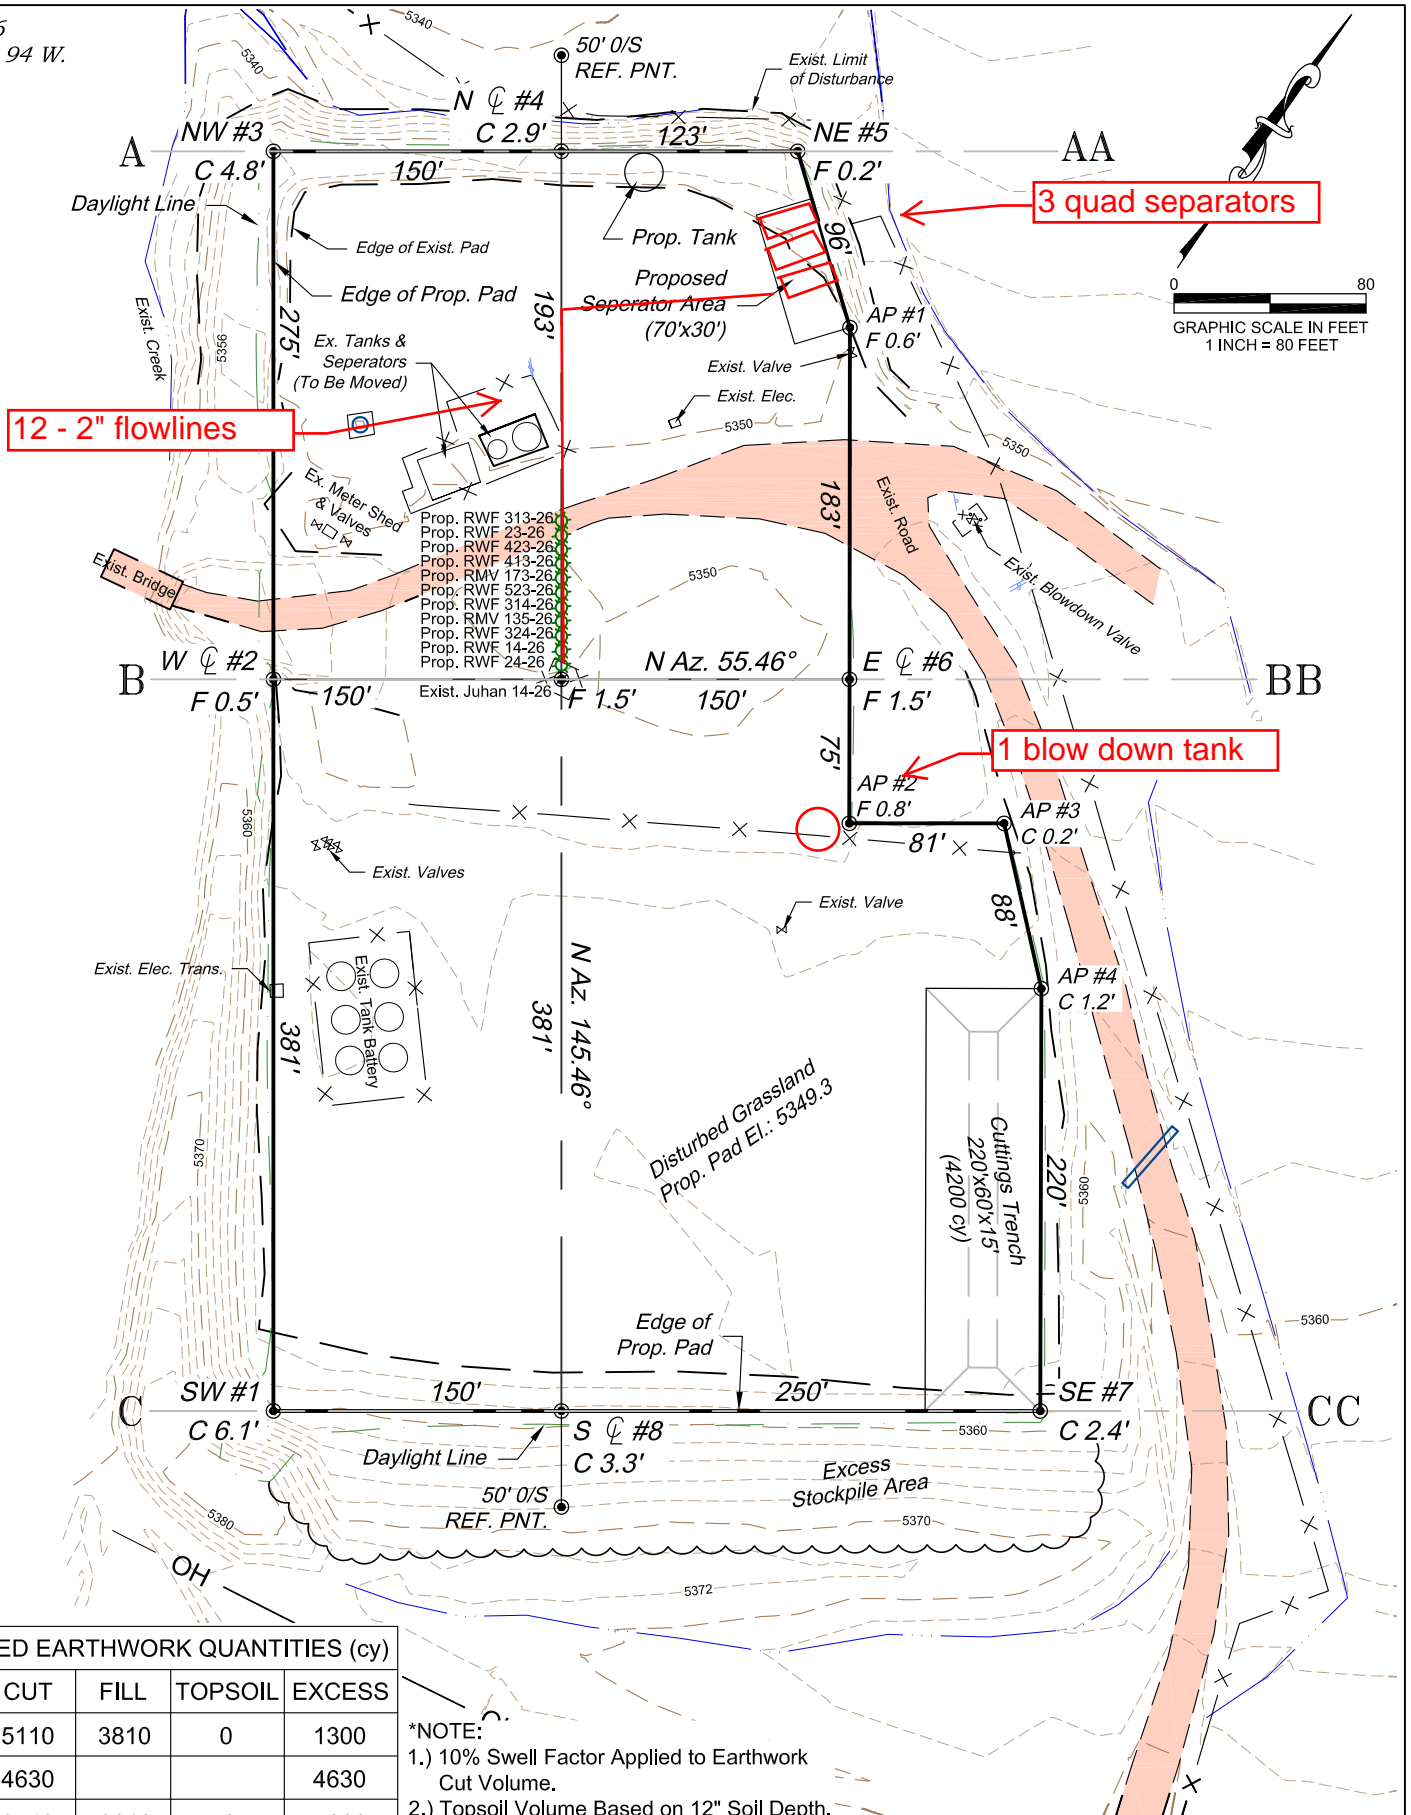 94 W.
5340
5340
50' 0/S
REF. PNT.
Exist. Limit
of Disturbance
N ℄ #4
C 2.9'
123'
NW #3
C 4.8'
150'
NE #5
F 0.2'
A
AA
3 quad separators
Daylight Line
Edge of Exist. Pad
Prop. Tank
96'
Edge of Prop. Pad
Proposed
Seperator Area
(70'x30')
193'
275'
AP #1
F 0.6'
0
80
GRAPHIC SCALE IN FEET
1 INCH = 80 FEET
Exist. Creek
5356
Ex. Tanks &
Seperators
(To Be Moved)
Exist. Valve
Exist. Elec.
12 - 2" flowlines
5350
5350
Ex. Meter Shed
& Valves
183'
Exist. Road
Prop. RWF 313-26
Prop. RWF 23-26
Prop. RWF 423-26
Prop. RWF 413-26
Prop. RMV 173-26
Prop. RWF 523-26
Prop. RWF 314-26
Prop. RMV 135-26
Prop. RWF 324-26
Prop. RWF 14-26
Prop. RWF 24-26
Exist. Juhan 14-26
Exist. Bridge
5350
Exist. Blowdown Valve
W ℄ #2
F 0.5'
N Az. 55.46°
E ℄ #6
F 1.5'
B
BB
150'
F 1.5'
150'
75'
1 blow down tank
AP #2
F 0.8'
AP #3
C 0.2'
81'
5360
Exist. Valves
Exist. Valve
88'
Exist. Elec. Trans.
Exist. Tank Battery
AP #4
C 1.2'
381'
381'
N Az. 145.46°
Disturbed Grassland
Prop. Pad El.: 5349.3
Cuttings Trench
220'x60'x15'
(4200 cy)
220'
5360
5370
5360
Edge of
Prop. Pad
SW #1
C 6.1'
150'
250'
SE #7
C 2.4'
C
CC
S ℄ #8
C 3.3'
5360
Daylight Line
Excess
Stockpile Area
50' 0/S
REF. PNT.
5380
5370
OH
5372
ED EARTHWORK QUANTITIES (cy)
CUT FILL TOPSOIL EXCESS
5110 3810 0 1300
4630 4630
*NOTE:
1.) 10% Swell Factor Applied to Earthwork
Cut Volume.
2.) Topsoil Volume Based on 12" Soil Depth.